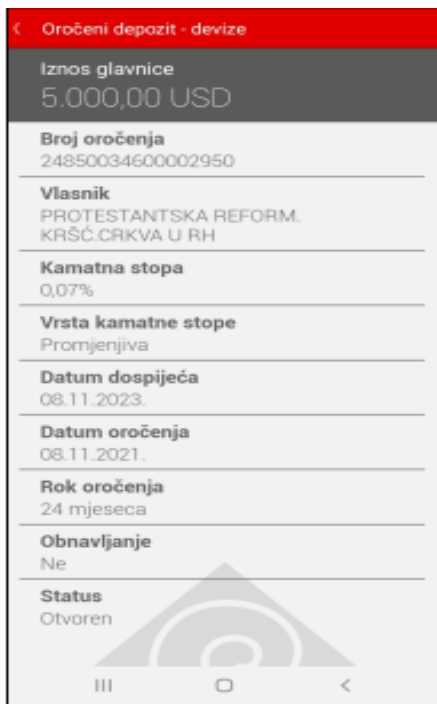 Oročeni depozit - devize
Iznos glavnice
5.000,00 USD
Broj oročenja
24850034600002950
Vlasnik
PROTESTANTSKA REFORM.
KRŠĆ.CRKVA U RH
Kamatna stopa
0,07%
Vrsta kamatne stope
Promjenjiva
Datum dospijeća
08.11.2023.
Datum oročenja
08.11.2021.
Rok oročenja
24 mjeseca
Obnavljanje
Ne
Status
Otvoren